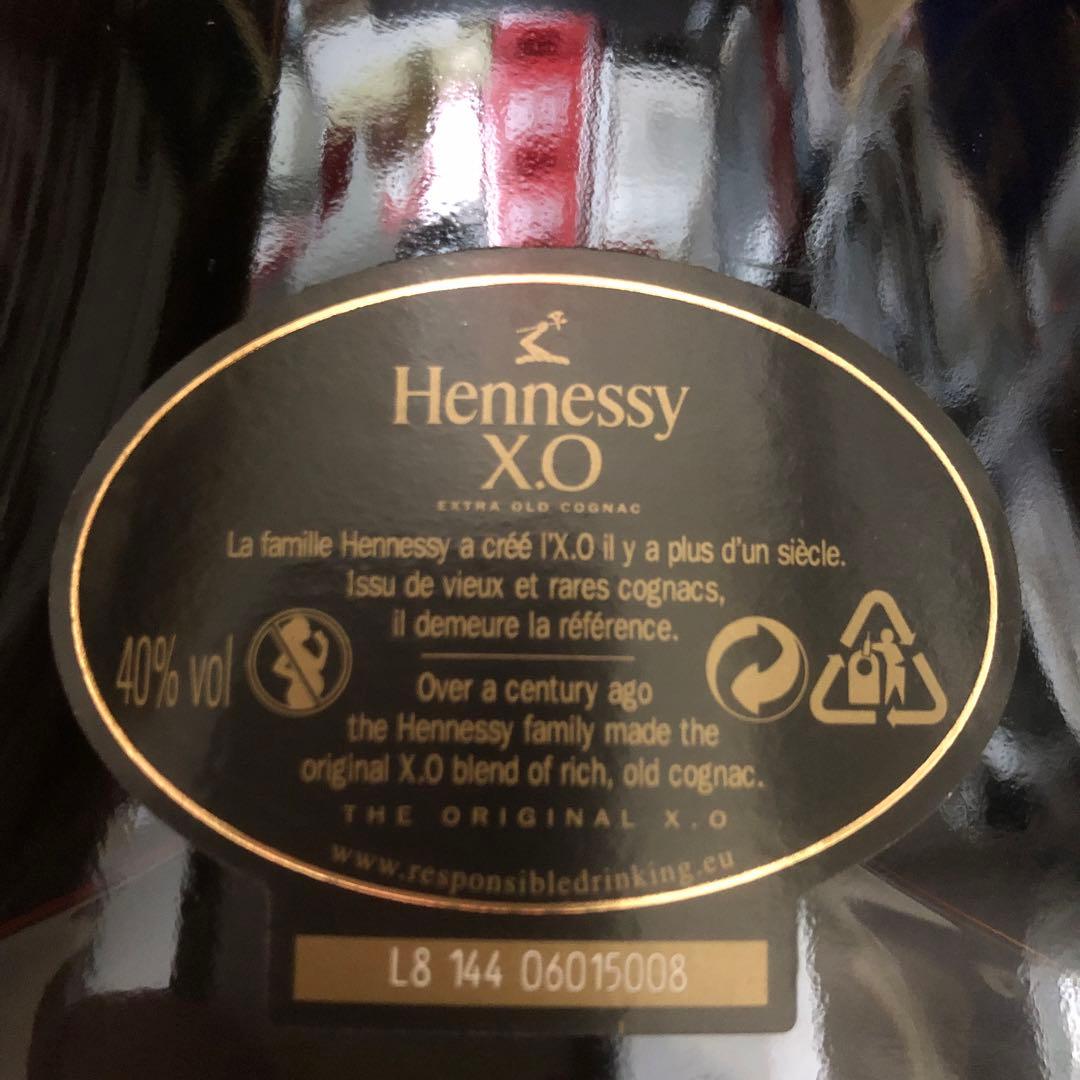 Hennessy
X.O
EXTRA OLD COGNAC
La famille Hennessy a créé l'X.O il y a plus d'un siècle.
Issu de vieux et rares cognacs,
il demeure la référence.
40% vol
Over a century ago
the Hennessy family made the
original X.O blend of rich, old cognac.
THE ORIGINAL X.O
www.responsibledrinking.eu
L8 144 06015008